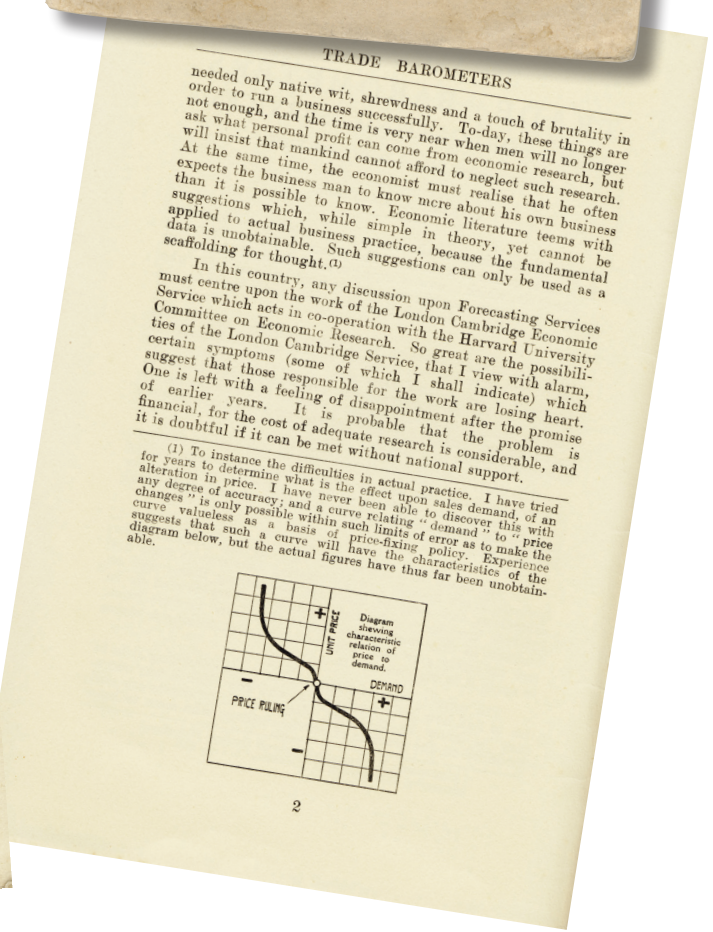 TRADE BAROMETERS
needed only native wit, shrewdness and a touch of brutality in
order to run a business successfully. To-day, these things are
not enough, and the time is very near when men will no longer
ask what personal profit can come from economic research, but
will insist that mankind cannot afford to neglect such research.
At the same time, the economist must realise that he often
expects the business man to know mcre about his own business
than it is possible to know. Economic literature teems with
suggestions which, while simple in theory, yet cannot be
applied to actual business practice, because the fundamental
data is unobtainable. Such suggestions can only be used as a
scaffolding for thought.(1)
In this country, any discussion upon Forecasting Services
must centre upon the work of the London Cambridge Economic
Service which acts in co-operation with the Harvard University
Committee on Economic Research. So great are the possibili-
ties of the London Cambridge Service, that I view with alarm,
certain symptoms (some of which I shall indicate) which
suggest that those responsible for the work are losing heart.
One is left with a feeling of disappointment after the promise
of earlier years. It is probable that the problem is
financial, for the cost of adequate research is considerable, and
it is doubtful if it can be met without national support.
(1) To instance the difficulties in actual practice. I have tried
for years to determine what is the effect upon sales demand, of an
alteration in price. I have never been able to discover this with
any degree of accuracy; and a curve relating "demand" to "price
changes" is only possible within such limits of error as to make the
curve valueless as a basis of price-fixing policy. Experience
suggests that such a curve will have the characteristics of the
diagram below, but the actual figures have thus far been unobtain-
able.
+
UNIT PRICE
Diagram
shewing
characteristic
relation of
price to
demand.
−
DEMAND
+
PRICE RULING
−
2